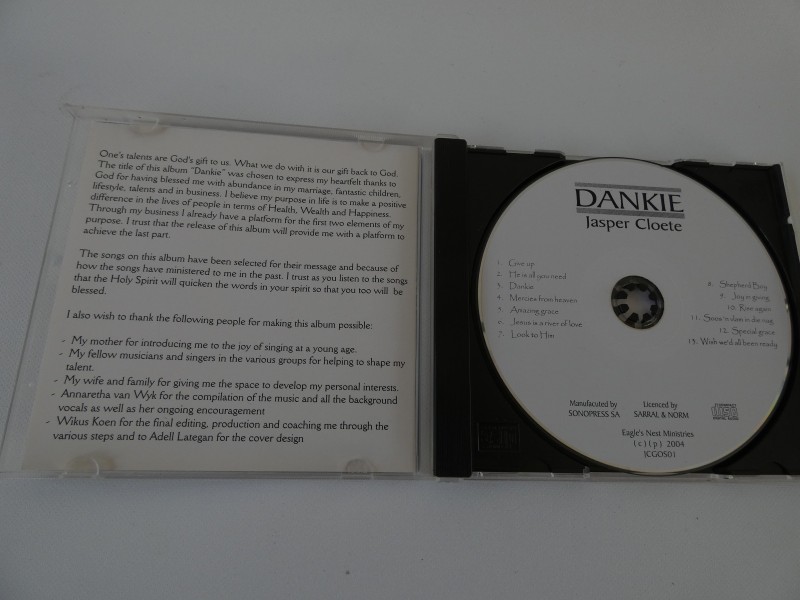 One's talents are God's gift to us. What we do with it is our gift back to God.
The title of this album "Dankie" was chosen to express my heartfelt thanks to
God for having blessed me with abundance in my marriage, fantastic children,
lifestyle, talents and in business. I believe my purpose in life is to make a positive
difference in the lives of people in terms of Health, Wealth and Happiness.
Through my business I already have a platform for the first two elements of my
purpose. I trust that the release of this album will provide me with a platform to
achieve the last part.
The songs on this album have been selected for their message and because of
how the songs have ministered to me in the past. I trust as you listen to the songs
that the Holy Spirit will quicken the words in your spirit so that you too will be
blessed.
I also wish to thank the following people for making this album possible:
- My mother for introducing me to the joy of singing at a young age.
- My fellow musicians and singers in the various groups for helping to shape my
talent.
- My wife and family for giving me the space to develop my personal interests.
- Annaretha van Wyk for the compilation of the music and all the background
vocals as well as her ongoing encouragement
- Wikus Koen for the final editing, production and coaching me through the
various steps and to Adell Lategan for the cover design
DANKIE
Jasper Cloete
1. Give up
2. He is all you need
3. Dankie
4. Mercies from heaven
5. Amazing grace
6. Jesus is a river of love
7. Look to Him
8. Shepherd Boy
9. Joy is going
10. Rise again
11. Soos'n dam in die nag
12. Special grace
13. Wish we'd all been ready
Manufacuted by
SONOPRESS SA
Licenced by
SARRAL & NORM
COMPACT
disc
DIGITAL AUDIO
Eagle's Nest Ministries
(c) (p) 2004
JCGOS01